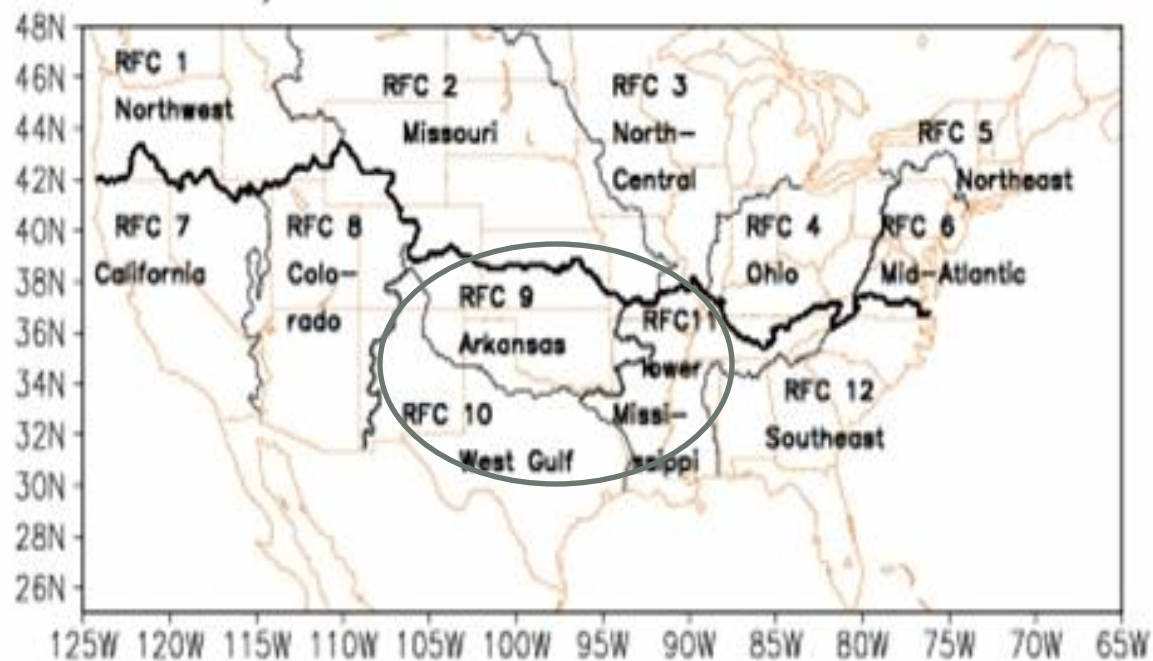 48N
46N
44N
42N
40N
38N
36N
34N
32N
30N
28N
26N
RFC 1
Northwest
RFC 2
Missouri
RFC 3
North-
Central
RFC 5
Northeast
RFC 7
California
RFC 8
Colo-
rado
RFC 4
Ohio
RFC 6
Mid-Atlantic
RFC 9
Arkansas
RFC11
lower
Missi-
ssippi
RFC 10
West Gulf
RFC 12
Southeast
125W 120W 115W 110W 105W 100W 95W 90W 85W 80W 75W 70W 65W